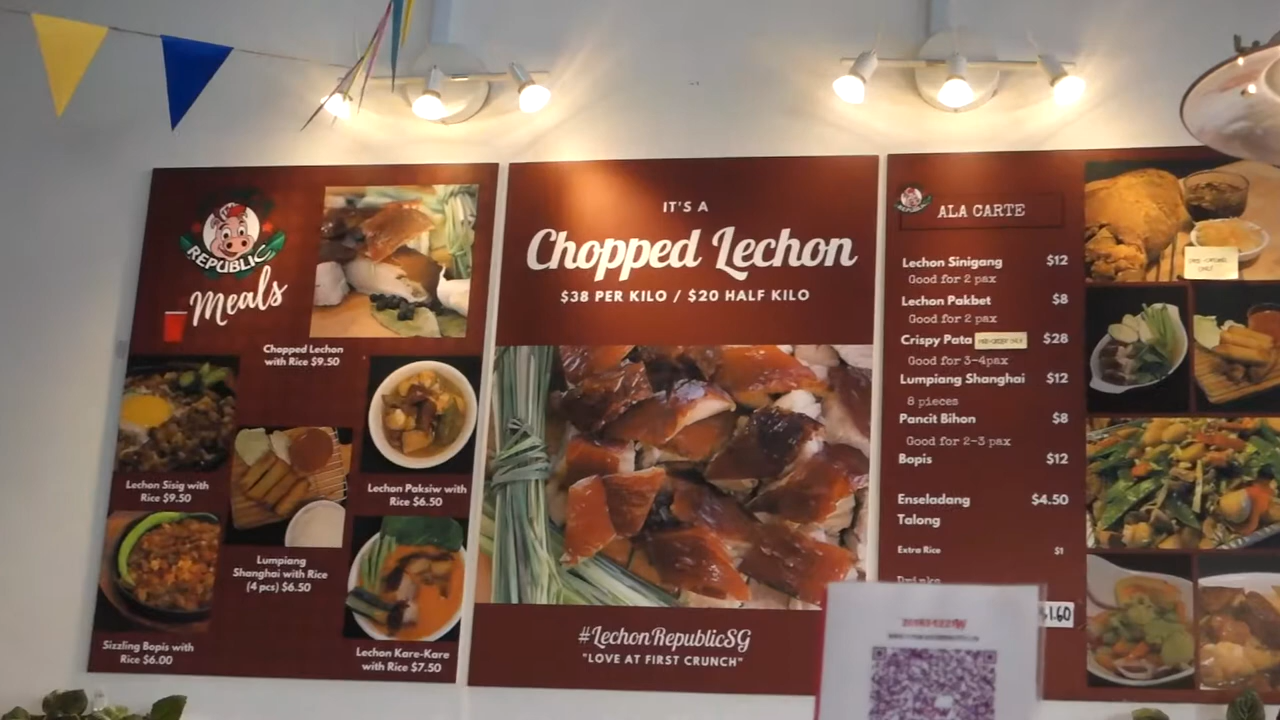 REPUBLIC
Meals
Chopped Lechon
with Rice $9.50
Lechon Sisig with
Rice $9.50
Lechon Paksiw with
Rice $6.50
Lumpiang
Shanghai with Rice
(4 pcs) $6.50
Sizzling Bopis with
Rice $6.00
Lechon Kare-Kare
with Rice $7.50
IT'S A
Chopped Lechon
$38 PER KILO / $20 HALF KILO
#LechonRepublicSG
"LOVE AT FIRST CRUNCH"
REPUBLIC
ALA CARTE
Lechon Sinigang $12
Good for 2 pax
Lechon Pakbet $8
Good for 2 pax
Crispy Pata $28
Good for 3-4pax
Lumpiang Shanghai $12
8 pieces
Pancit Bihon $8
Good for 2-3 pax
Bopis $12
Enseladang $4.50
Talong
Extra Rice $1
Drinks
1.60